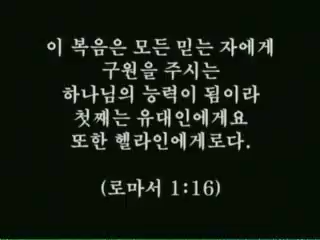 이 복음은 모든 믿는 자에게
구원을 주시는
하나님의 능력이 됨이라
첫째는 유대인에게요
또한 헬라인에게로다.
(로마서 1:16)